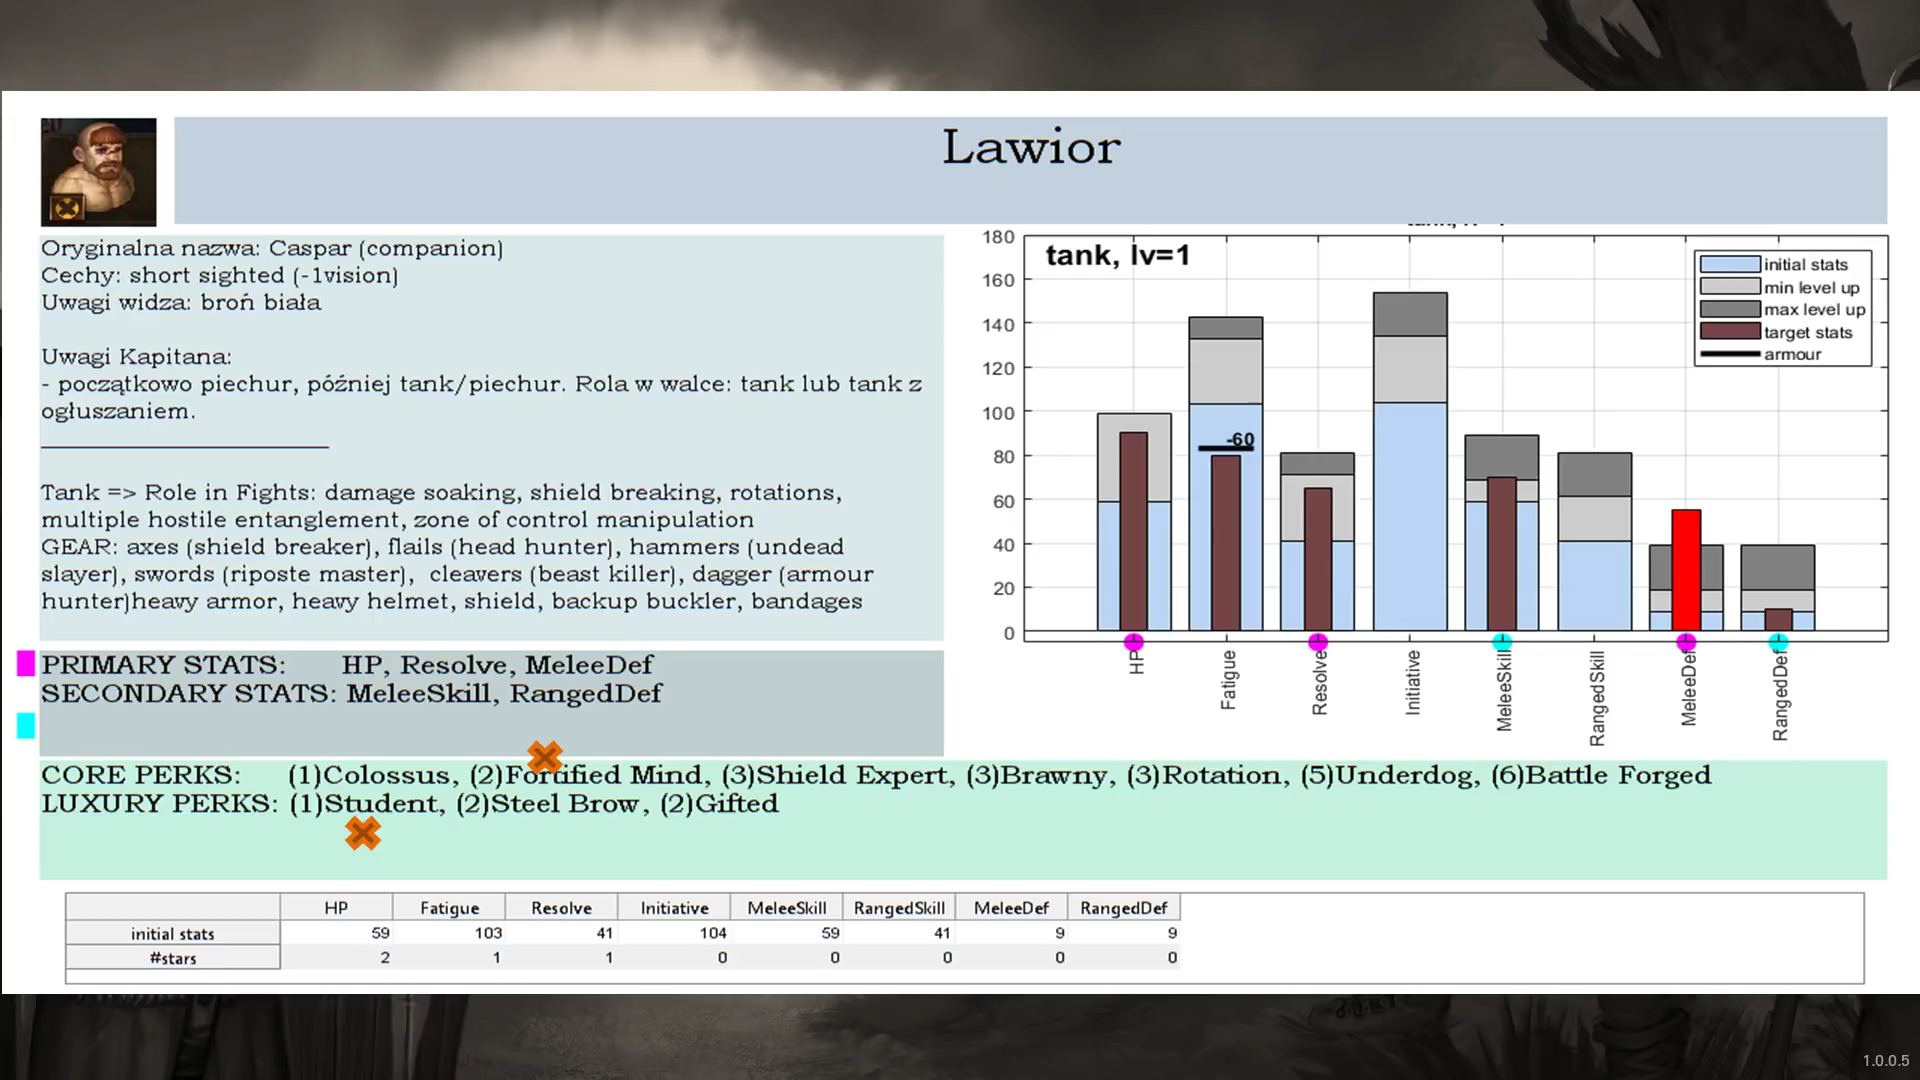 Lawior
Oryginalna nazwa: Caspar (companion)
Cechy: short sighted (-1vision)
Uwagi widza: broń biała
Uwagi Kapitana:
- początkowo piechur, później tank/piechur. Rola w walce: tank lub tank z
ogłuszaniem.
Tank => Role in Fights: damage soaking, shield breaking, rotations,
multiple hostile entanglement, zone of control manipulation
GEAR: axes (shield breaker), flails (head hunter), hammers (undead
slayer), swords (riposte master), cleavers (beast killer), dagger (armour
hunter)heavy armor, heavy helmet, shield, backup buckler, bandages
PRIMARY STATS: HP, Resolve, MeleeDef
SECONDARY STATS: MeleeSkill, RangedDef
tank, lv=1
180
160
140
120
100
80
60
40
20
0
-60
initial stats
min level up
max level up
target stats
armour
HP
Fatigue
Resolve
Initiative
MeleeSkill
RangedSkill
MeleeDef
RangedDef
CORE PERKS: (1)Colossus, (2)Fortified Mind, (3)Shield Expert, (3)Brawny, (3)Rotation, (5)Underdog, (6)Battle Forged
LUXURY PERKS: (1)Student, (2)Steel Brow, (2)Gifted
HP Fatigue Resolve Initiative MeleeSkill RangedSkill MeleeDef RangedDef
initial stats 59 103 41 104 59 41 9 9
#stars 2 1 1 0 0 0 0 0
1.0.0.5